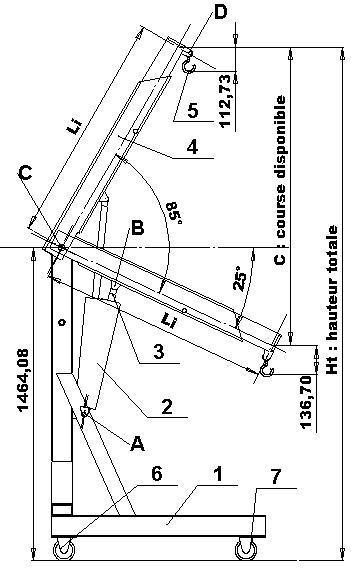 D
112,73
5
Li
4
C : course disponible
Ht : hauteur totale
C
85°
B
25°
Li
3
1464,08
136,70
2
A
6
1
7